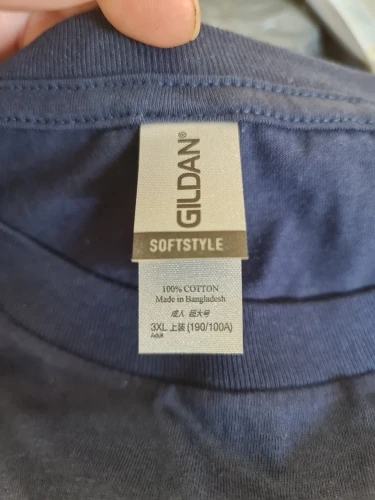 GILDAN®
SOFTSTYLE
100% COTTON
Made in Bangladesh
成人 超大号
3XL 上装 (190/100A)
Adult